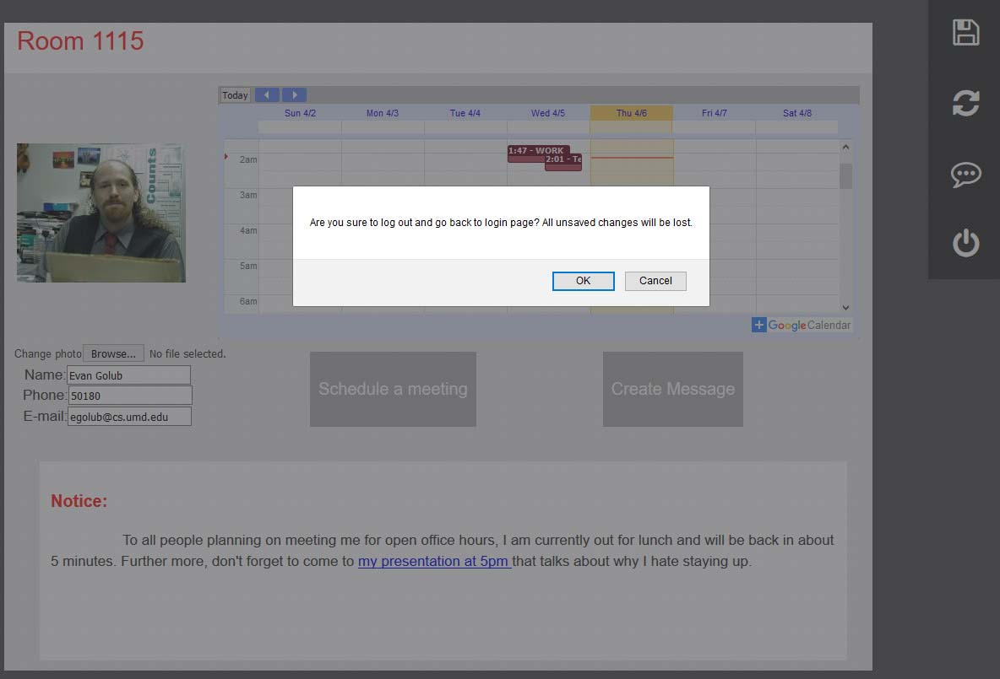 Room 1115
Today
Sun 4/2 Mon 4/3 Tue 4/4 Wed 4/5 Thu 4/6 Fri 4/7 Sat 4/8
Counts
1:47 - WORK
2am
2:01 - Te
3am
Are you sure to log out and go back to login page? All unsaved changes will be lost.
4am
5am
OK Cancel
6am
Google Calendar
Change photo Browse... No file selected.
Name: Evan Golub
Phone: 50180
E-mail: egolub@cs.umd.edu
Schedule a meeting
Create Message
Notice:
To all people planning on meeting me for open office hours, I am currently out for lunch and will be back in about
5 minutes. Further more, don't forget to come to my presentation at 5pm that talks about why I hate staying up.